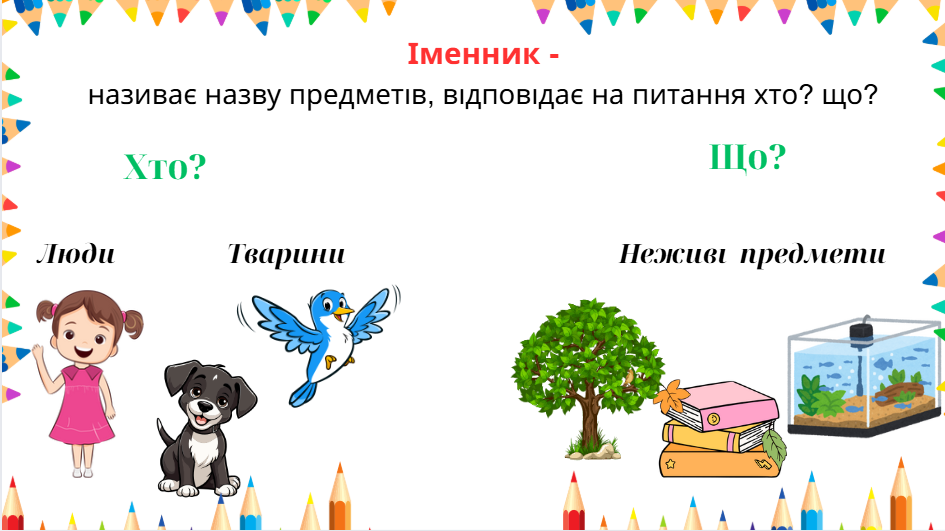 Іменник -
називає назву предметів, відповідає на питання хто? що?
Хто?
Що?
Люди
Тварини
Неживі предмети